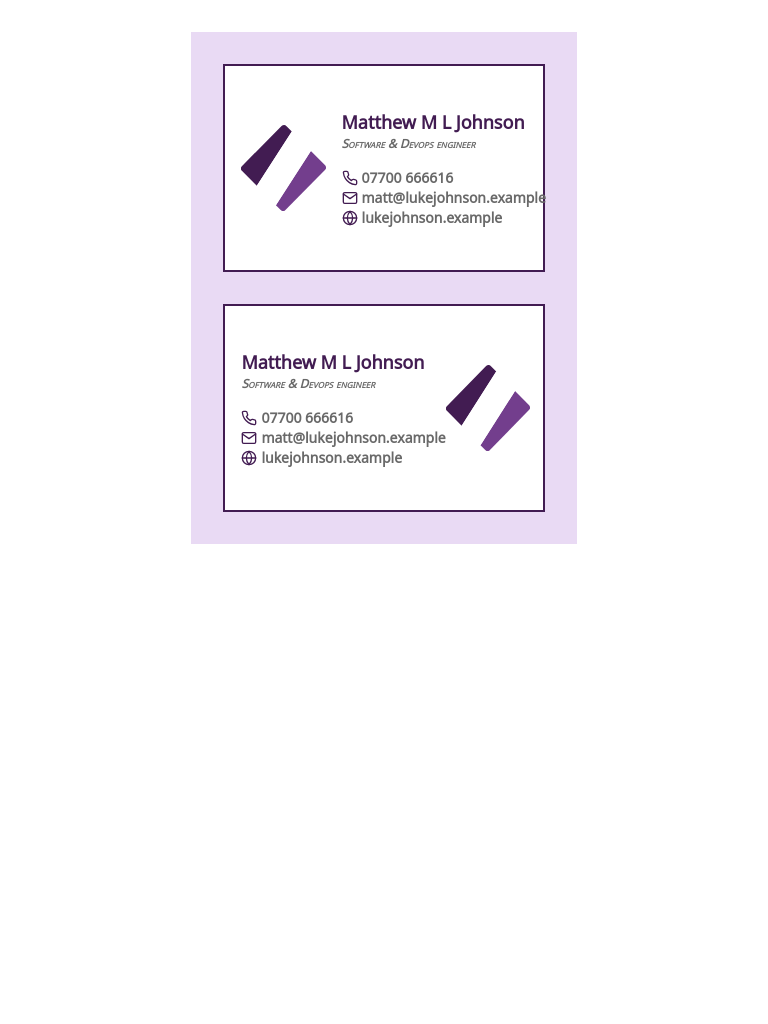 Matthew M L Johnson
Software & Devops engineer
07700 666616
matt@lukejohnson.example
lukejohnson.example
Matthew M L Johnson
Software & Devops engineer
07700 666616
matt@lukejohnson.example
lukejohnson.example